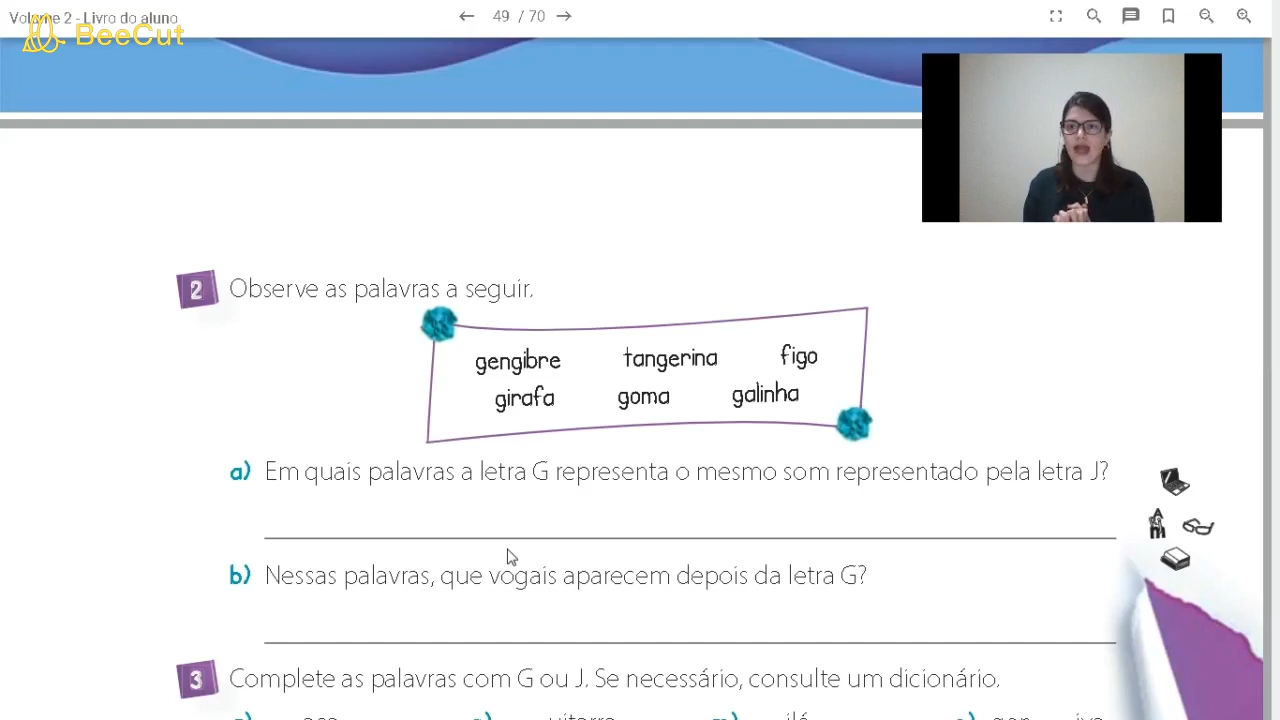 Volume 2 - Livro do aluno
49 / 70
BeeCut
2 Observe as palavras a seguir.
gengibre tangerina figo
girafa goma galinha
a) Em quais palavras a letra G representa o mesmo som representado pela letra J?
b) Nessas palavras, que vogais aparecem depois da letra G?
3 Complete as palavras com G ou J. Se necessário, consulte um dicionário.